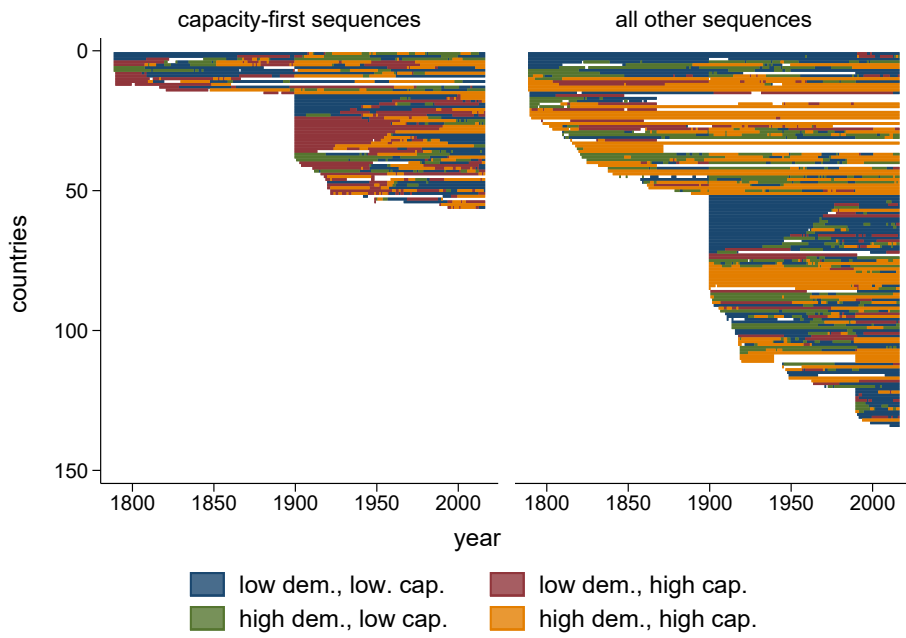 capacity-first sequences
all other sequences
0
50
100
150
countries
1800 1850 1900 1950 2000
1800 1850 1900 1950 2000
year
low dem., low. cap.
low dem., high cap.
high dem., low cap.
high dem., high cap.